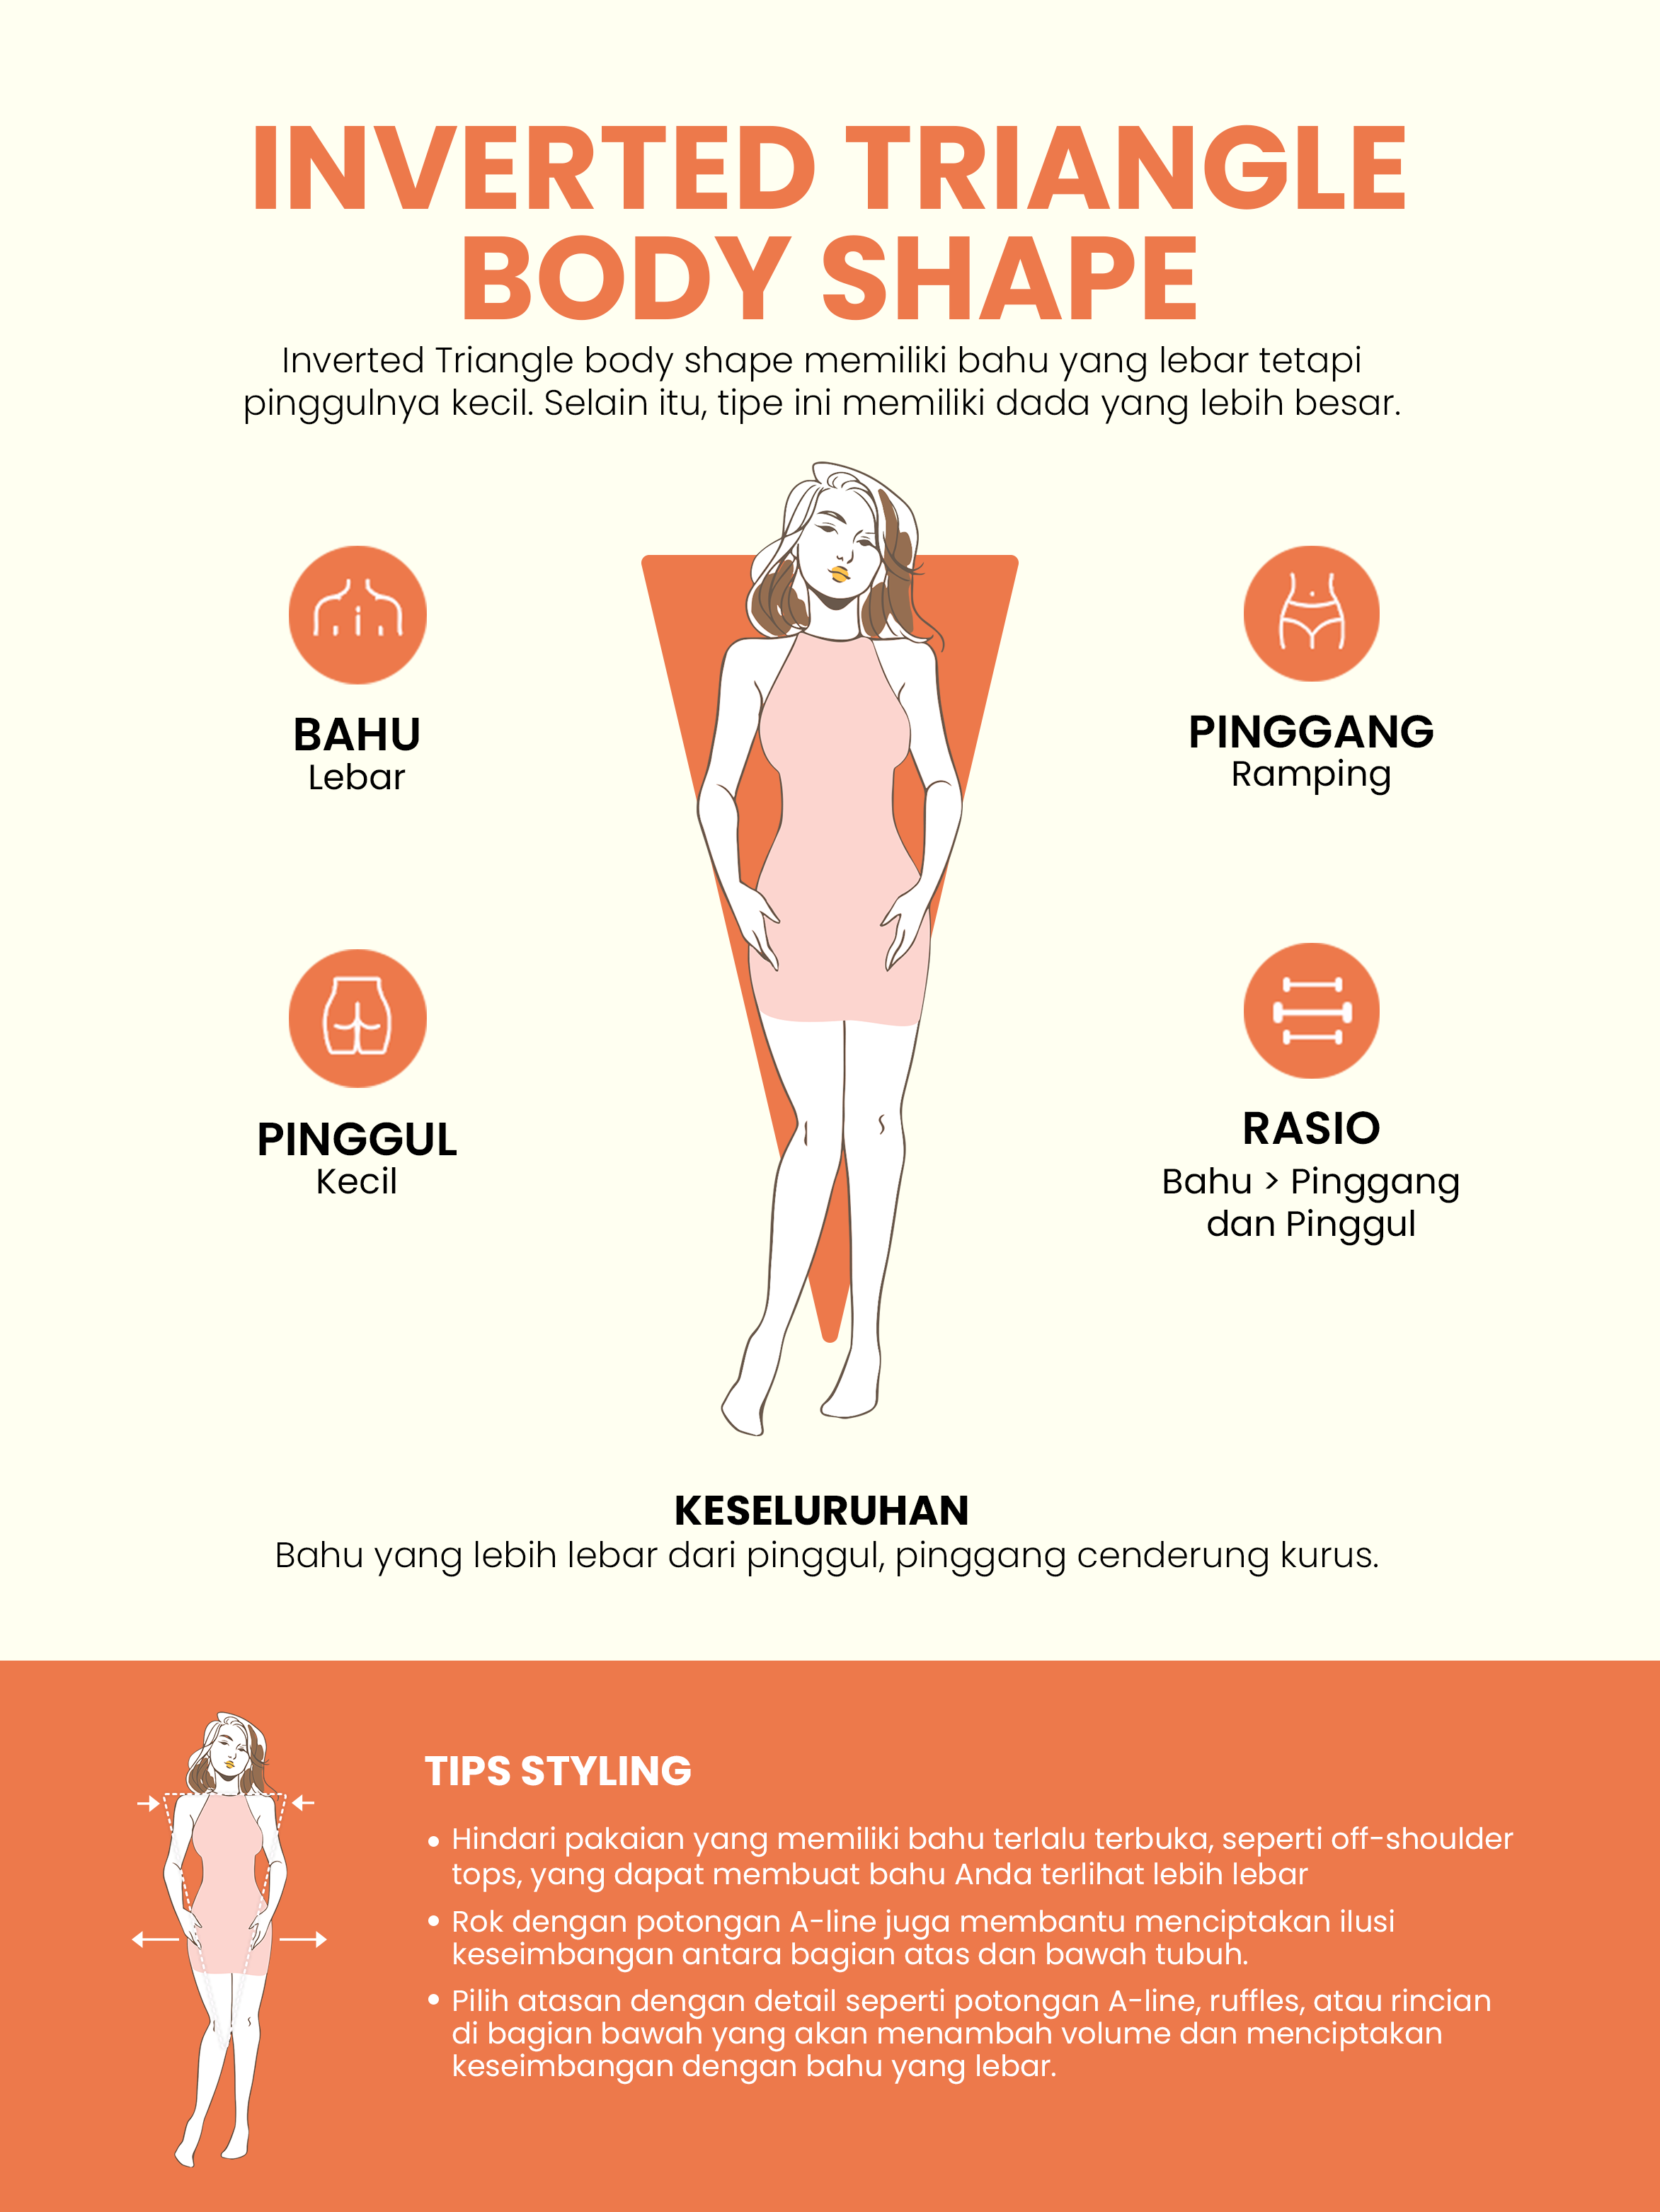 INVERTED TRIANGLE
BODY SHAPE
Inverted Triangle body shape memiliki bahu yang lebar tetapi
pinggulnya kecil. Selain itu, tipe ini memiliki dada yang lebih besar.
BAHU
Lebar
PINGGANG
Ramping
PINGGUL
Kecil
RASIO
Bahu > Pinggang
dan Pinggul
KESELURUHAN
Bahu yang lebih lebar dari pinggul, pinggang cenderung kurus.
TIPS STYLING
• Hindari pakaian yang memiliki bahu terlalu terbuka, seperti off-shoulder
tops, yang dapat membuat bahu Anda terlihat lebih lebar
• Rok dengan potongan A-line juga membantu menciptakan ilusi
keseimbangan antara bagian atas dan bawah tubuh.
• Pilih atasan dengan detail seperti potongan A-line, ruffles, atau rincian
di bagian bawah yang akan menambah volume dan menciptakan
keseimbangan dengan bahu yang lebar.